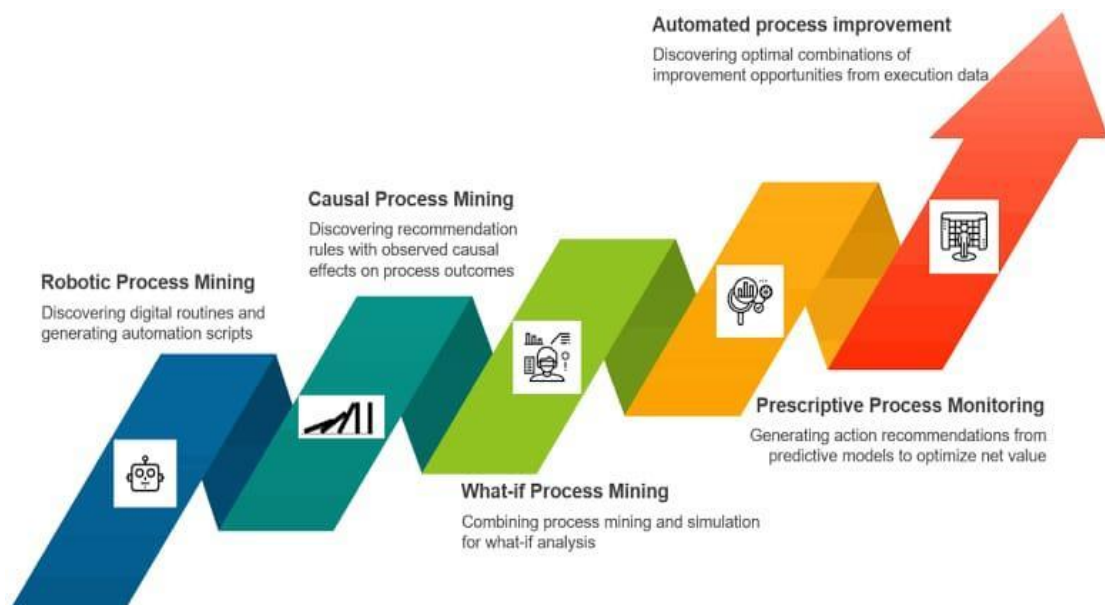 Automated process improvement
Discovering optimal combinations of
improvement opportunities from execution data
Causal Process Mining
Discovering recommendation
rules with observed causal
effects on process outcomes
Robotic Process Mining
Discovering digital routines and
generating automation scripts
Prescriptive Process Monitoring
Generating action recommendations from
predictive models to optimize net value
What-if Process Mining
Combining process mining and simulation
for what-if analysis